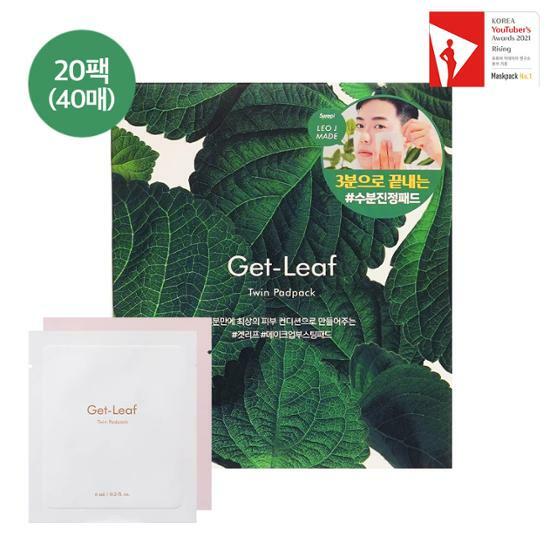 20팩
(40매)
KOREA
YouTuber's
Awards 2021
Rising
Maskpack No.1
LEO J
MADE
3분으로 끝내는
#수분진정패드
Get-Leaf
Twin Padpack
분만에 최상의 피부 컨디션으로 만들어주는
#겟리프 #메이크업부스팅패드
Get-Leaf
Twin Padpack